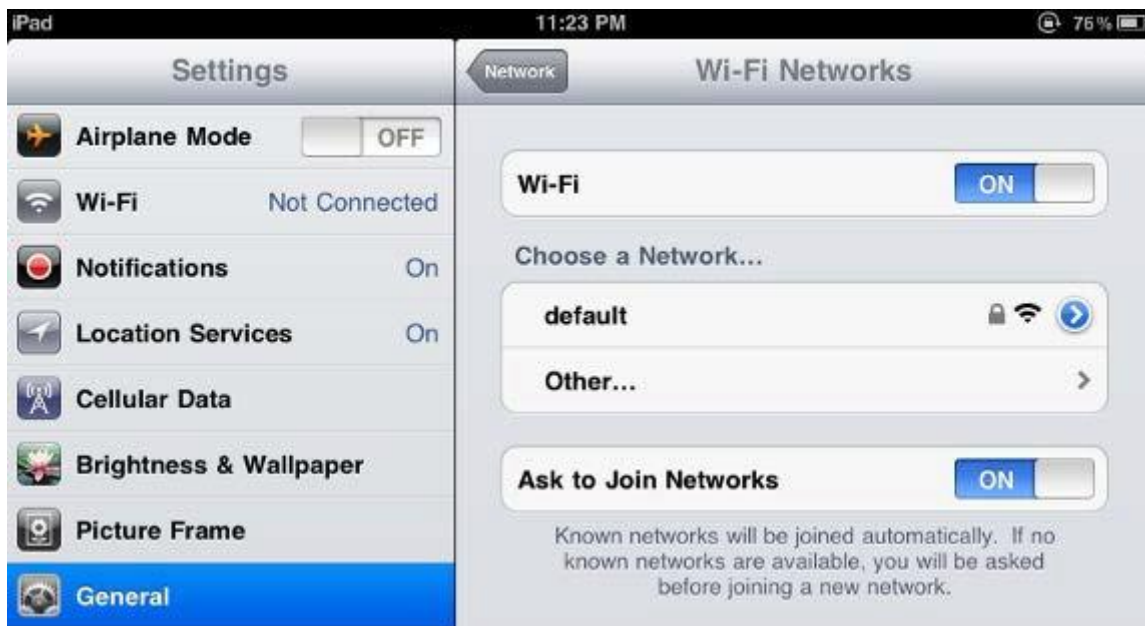 iPad 11:23 PM 76%
Settings
Airplane Mode OFF
Wi-Fi Not Connected
Notifications On
Location Services On
Cellular Data
Brightness & Wallpaper
Picture Frame
General
Network Wi-Fi Networks
Wi-Fi ON
Choose a Network...
default
Other...
Ask to Join Networks ON
Known networks will be joined automatically. If no
known networks are available, you will be asked
before joining a new network.